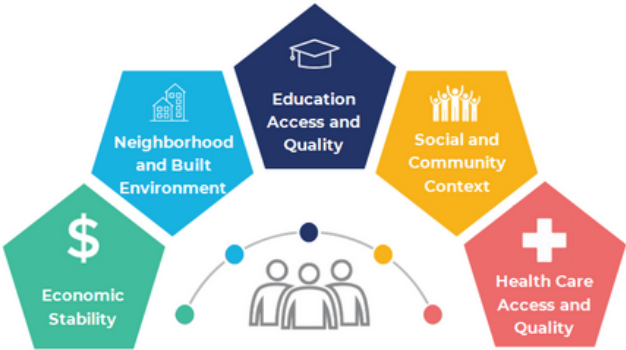 $
Economic
Stability
Neighborhood
and Built
Environment
Education
Access and
Quality
Social and
Community
Context
Health Care
Access and
Quality